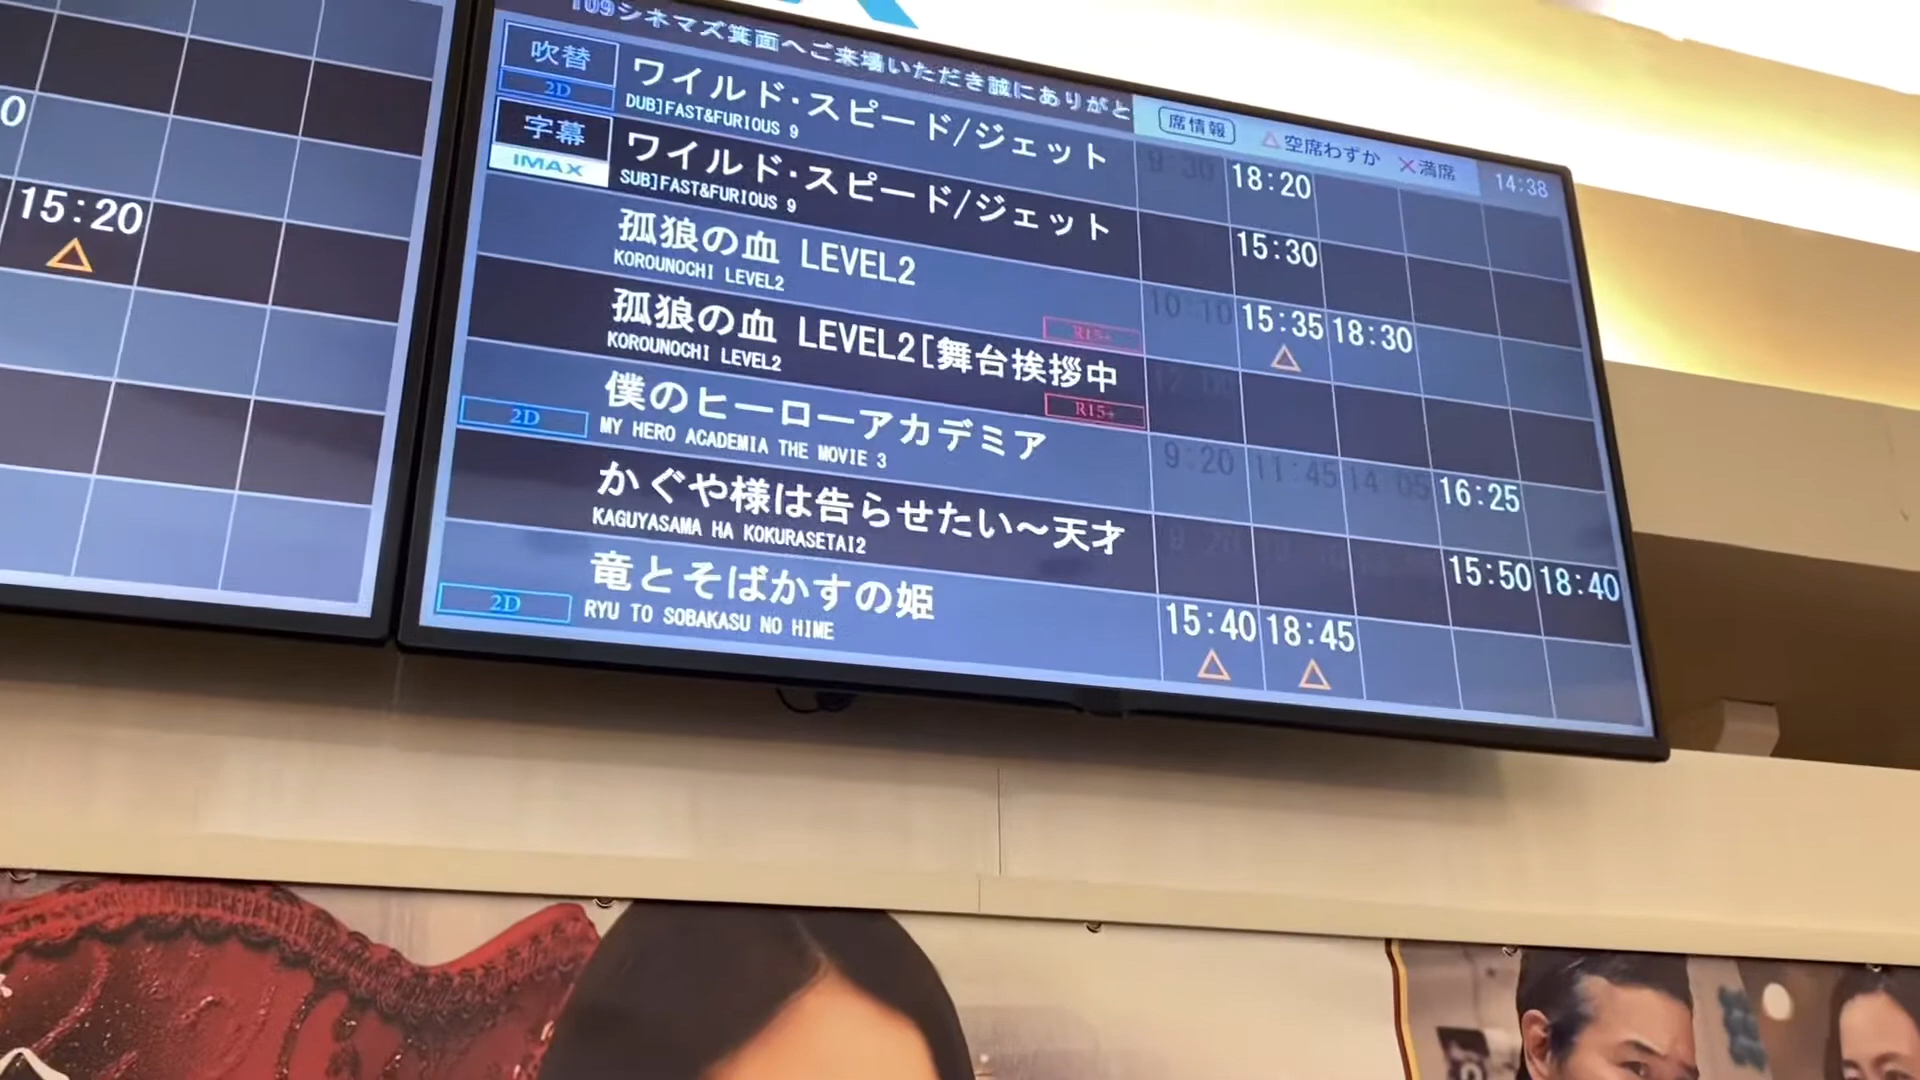 109シネマズ箕面へご来場いただき誠にありがと
席情報 △空席わずか ×満席 14:38
吹替 2D ワイルド・スピード/ジェット
DUB]FAST&FURIOUS 9
9:30 18:20
字幕 IMAX ワイルド・スピード/ジェット
SUB]FAST&FURIOUS 9
15:30
孤狼の血 LEVEL2
KOROUNOCHI LEVEL2
R15+
10:10 15:35 18:30
△
孤狼の血 LEVEL2[舞台挨拶中
KOROUNOCHI LEVEL2
R15+
2D 僕のヒーローアカデミア
MY HERO ACADEMIA THE MOVIE 3
9:20 11:45 14:05 16:25
かぐや様は告らせたい~天才
KAGUYASAMA HA KOKURASETAI2
15:50 18:40
2D 竜とそばかすの姫
RYU TO SOBAKASU NO HIME
15:40 18:45
△ △
0
15:20
△